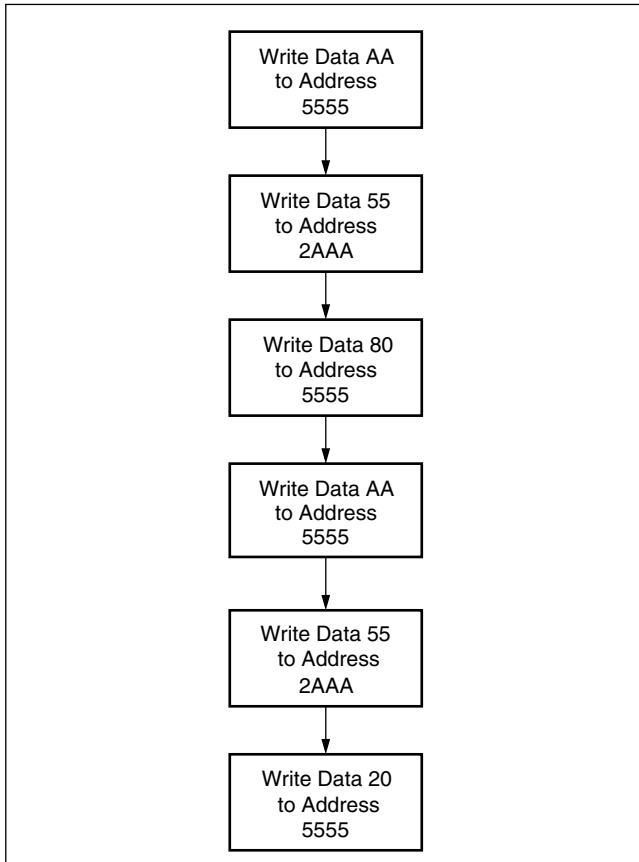 Write Data AA
to Address
5555
Write Data 55
to Address
2AAA
Write Data 80
to Address
5555
Write Data AA
to Address
5555
Write Data 55
to Address
2AAA
Write Data 20
to Address
5555